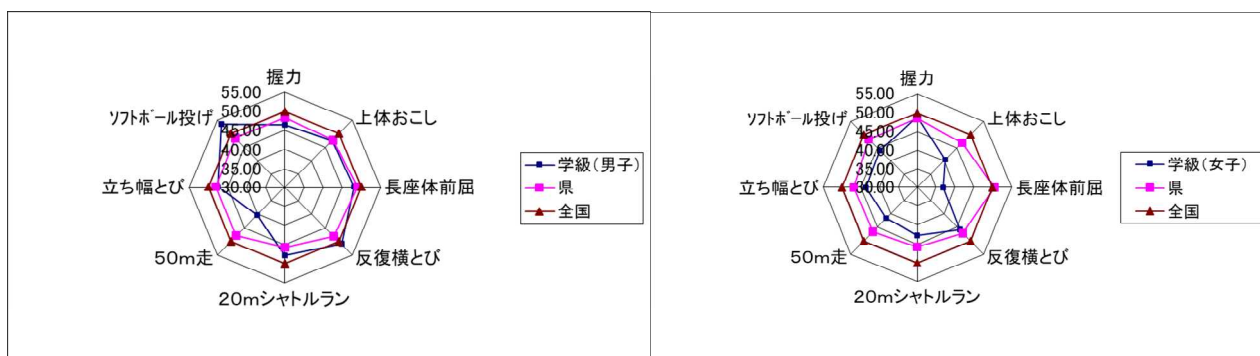 握力
55.00
50.00
45.00
40.00
35.00
30.00
上体おこし
長座体前屈
反復横とび
20mシャトルラン
50m走
立ち幅とび
ソフトボール投げ
学級(男子)
県
全国
握力
55.00
50.00
45.00
40.00
35.00
30.00
上体おこし
長座体前屈
反復横とび
20mシャトルラン
50m走
立ち幅とび
ソフトボール投げ
学級(女子)
県
全国